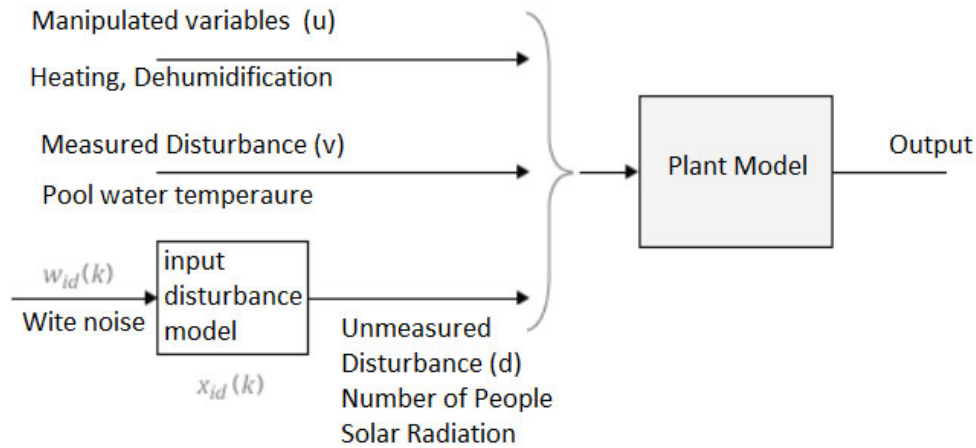 Manipulated variables (u)
Heating, Dehumidification
Measured Disturbance (v)
Pool water temperaure
Plant Model
Output
w_id(k)
Wite noise
input
disturbance
model
x_id(k)
Unmeasured
Disturbance (d)
Number of People
Solar Radiation